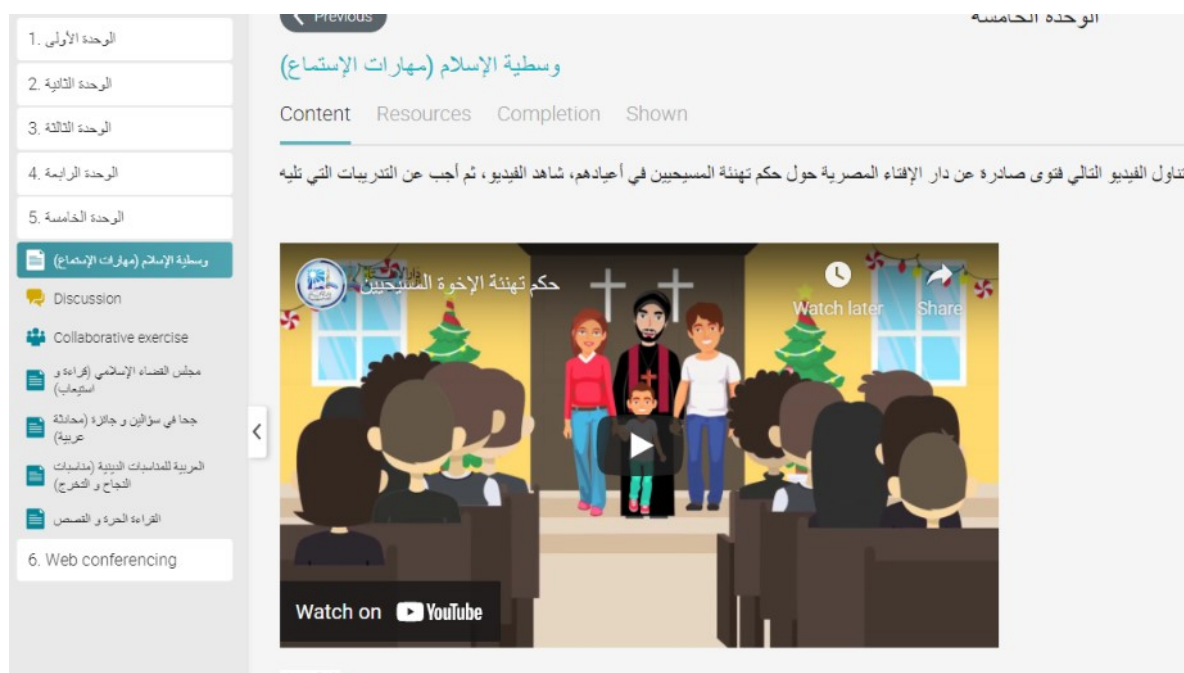 1. الوحدة الأولى
2. الوحدة الثانية
3. الوحدة الثالثة
4. الوحدة الرابعة
5. الوحدة الخامسة
وسطية الإسلام (مهارات الإستماع)
Discussion
Collaborative exercise
مجلس القضاء الإسلامي (قراءة و
استيعاب)
جحا في سؤالين و جائزة (محادثة
عربية)
العربية للمناسبات الدينية (مناسبات
النجاح و التخرج)
القراءة الحرة و القصص
6. Web conferencing
Previous
الوحدة الخامسة
وسطية الإسلام (مهارات الإستماع)
Content Resources Completion Shown
تناول الفيديو التالي فتوى صادرة عن دار الإفتاء المصرية حول حكم تهنئة المسيحيين في أعيادهم، شاهد الفيديو، ثم أجب عن التدريبات التي تليه
حكم تهنئة الإخوة المسيحيين
Watch later
Share
Watch on YouTube